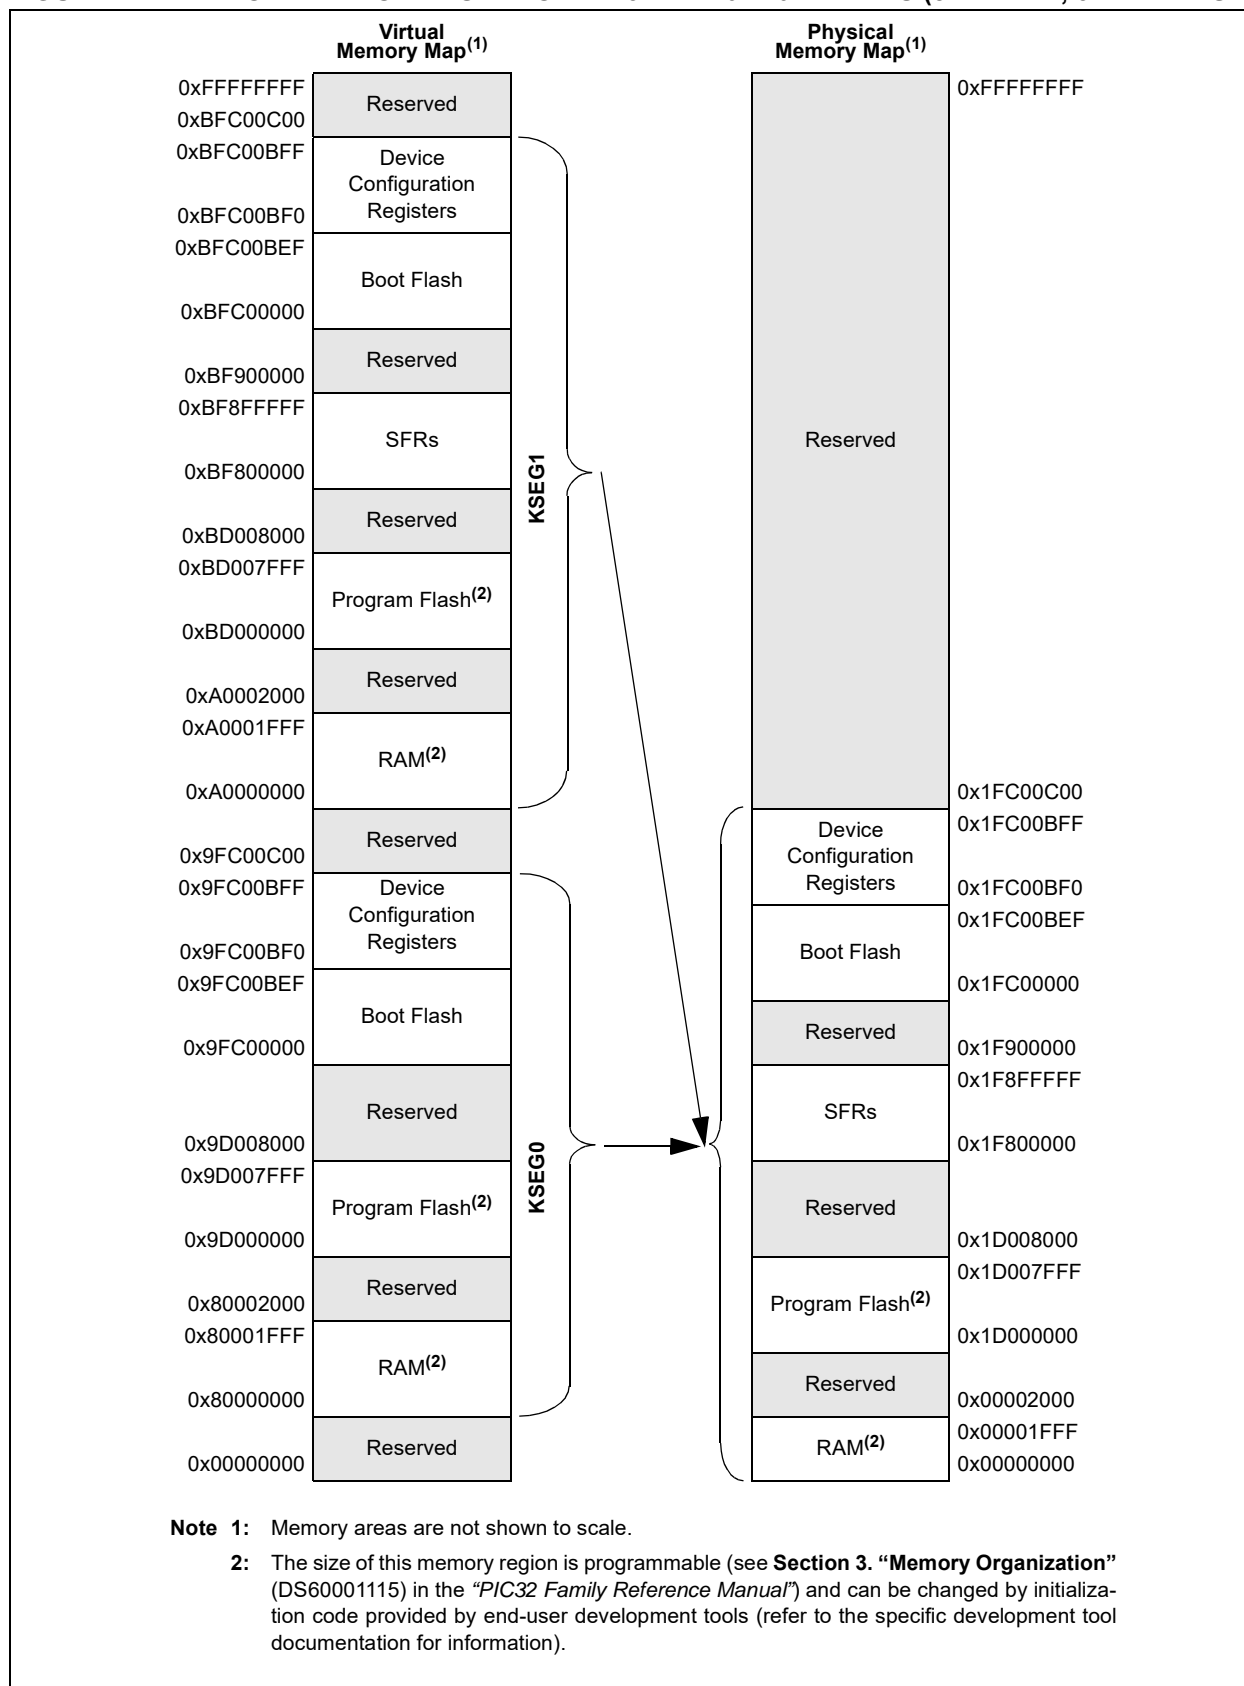 Virtual
Memory Map(1)
0xFFFFFFFF
Reserved
0xBFC00C00
0xBFC00BFF
Device
Configuration
Registers
0xBFC00BF0
0xBFC00BEF
Boot Flash
0xBFC00000
Reserved
0xBF900000
0xBF8FFFFF
SFRs
0xBF800000
Reserved
0xBD008000
0xBD007FFF
Program Flash(2)
0xBD000000
Reserved
0xA0002000
0xA0001FFF
RAM(2)
0xA0000000
KSEG1
Reserved
0x9FC00C00
0x9FC00BFF
Device
Configuration
Registers
0x9FC00BF0
0x9FC00BEF
Boot Flash
0x9FC00000
Reserved
0x9D008000
0x9D007FFF
Program Flash(2)
0x9D000000
Reserved
0x80002000
0x80001FFF
RAM(2)
0x80000000
KSEG0
Reserved
0x00000000
Physical
Memory Map(1)
0xFFFFFFFF
Reserved
0x1FC00C00
0x1FC00BFF
Device
Configuration
Registers
0x1FC00BF0
0x1FC00BEF
Boot Flash
0x1FC00000
Reserved
0x1F900000
0x1F8FFFFF
SFRs
0x1F800000
Reserved
0x1D008000
0x1D007FFF
Program Flash(2)
0x1D000000
Reserved
0x00002000
0x00001FFF
RAM(2)
0x00000000
Note 1: Memory areas are not shown to scale.
2: The size of this memory region is programmable (see Section 3. “Memory Organization”
(DS60001115) in the “PIC32 Family Reference Manual”) and can be changed by initializa-
tion code provided by end-user development tools (refer to the specific development tool
documentation for information).